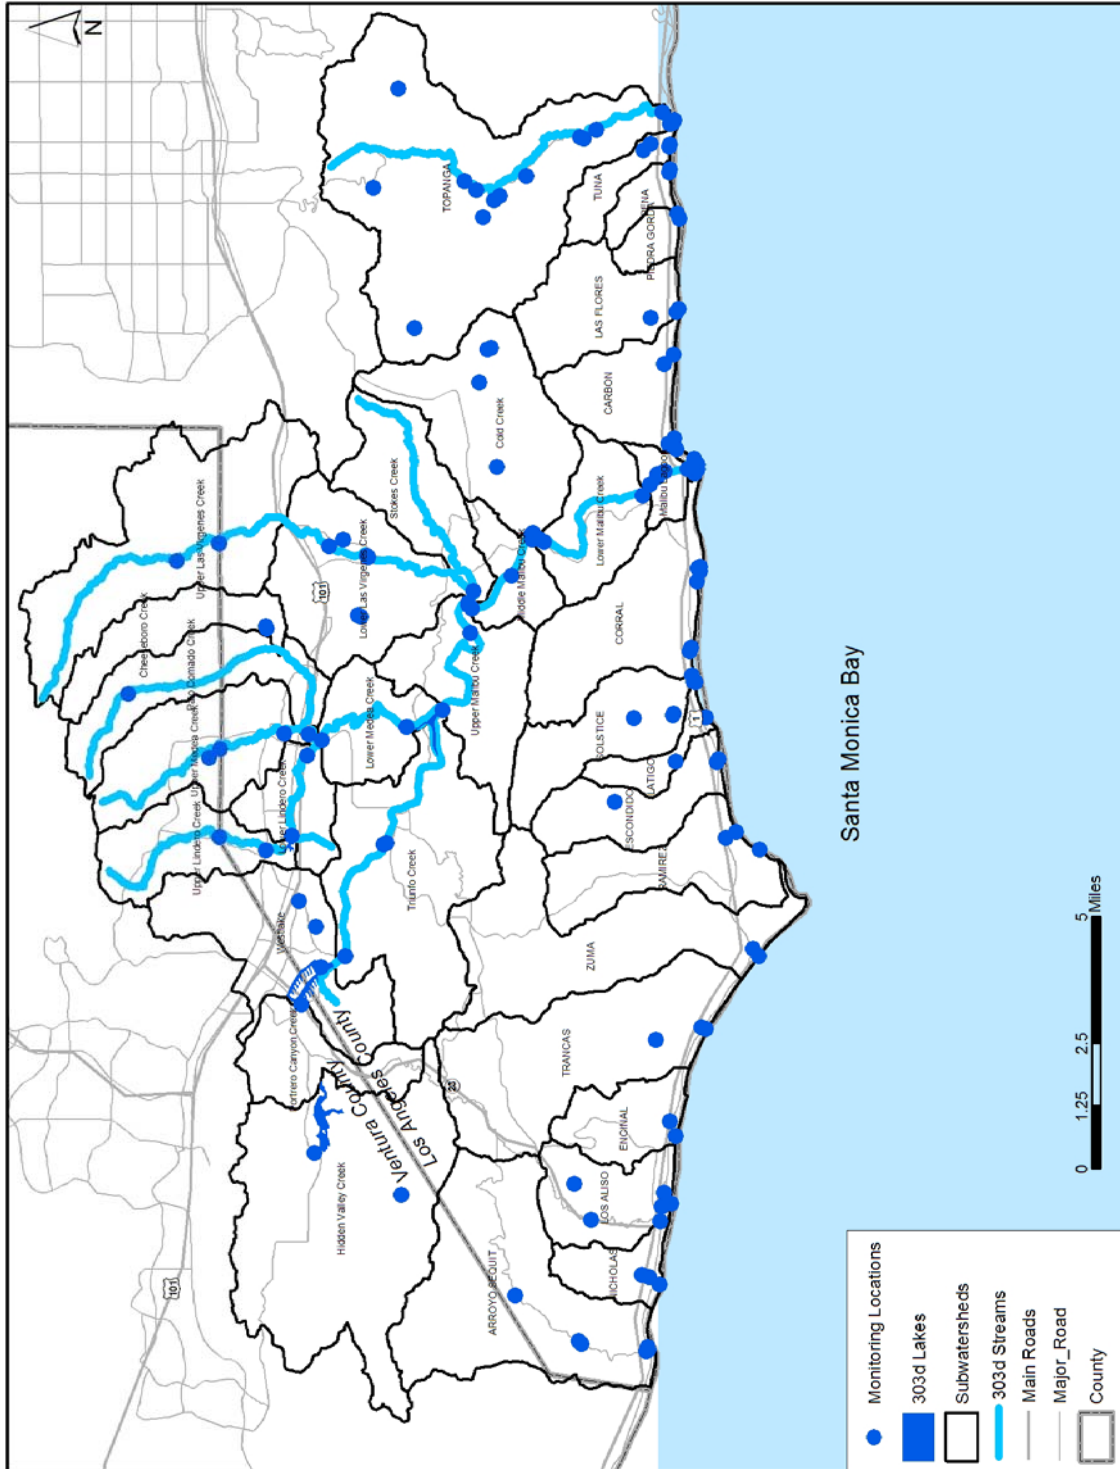 N
TOPANGA
TUNA
PENA
PIEDRA GORDA
LAS FLORES
CARBON
Cold Creek
Stokes Creek
Upper Las Virgenes Creek
101
Lower Las Virgenes Creek
Cheeseboro Creek
Palo Comado Creek
Upper Medea Creek
Lower Medea Creek
Upper Lindero Creek
Lower Lindero Creek
Middle Malibu Creek
Lower Malibu Creek
Malibu Lagoon
Upper Malibu Creek
CORRAL
SOLSTICE
LATIGO
ESCONDIDO
RAMIREZ
1
Triunfo Creek
Westlake
ZUMA
Portrero Canyon Creek
Ventura County
Los Angeles County
23
TRANCAS
ENCINAL
LOS ALISO
Hidden Valley Creek
101
ARROYO SEQUIT
NICHOLAS
Santa Monica Bay
0 1.25 2.5 5
Miles
Monitoring Locations
303d Lakes
Subwatersheds
303d Streams
Main Roads
Major_Road
County